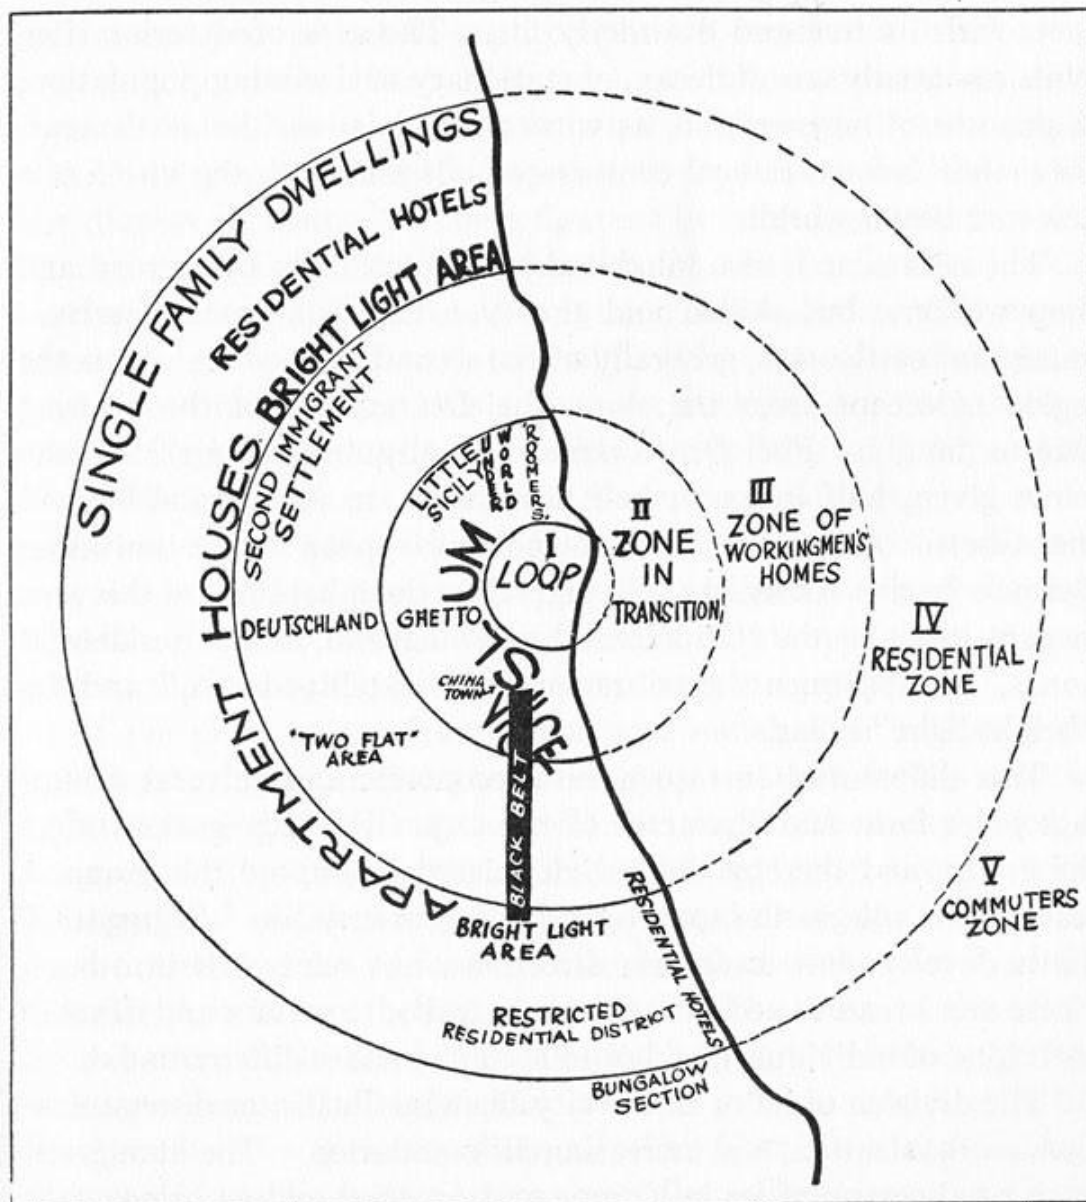 SINGLE FAMILY DWELLINGS
RESIDENTIAL HOTELS
BRIGHT LIGHT AREA
SECOND IMMIGRANT
SETTLEMENT
APARTMENT HOUSES
LITTLE
SICILY
UNDER
WORLD
ROOMERS
SLUM
I
LOOP
II
ZONE
IN
TRANSITION
III
ZONE OF
WORKINGMEN'S
HOMES
IV
RESIDENTIAL
ZONE
V
COMMUTERS
ZONE
DEUTSCHLAND
GHETTO
CHINA
TOWN
VICE
"TWO FLAT"
AREA
BLACK BELT
BRIGHT LIGHT
AREA
RESIDENTIAL HOTELS
RESTRICTED
RESIDENTIAL DISTRICT
BUNGALOW
SECTION